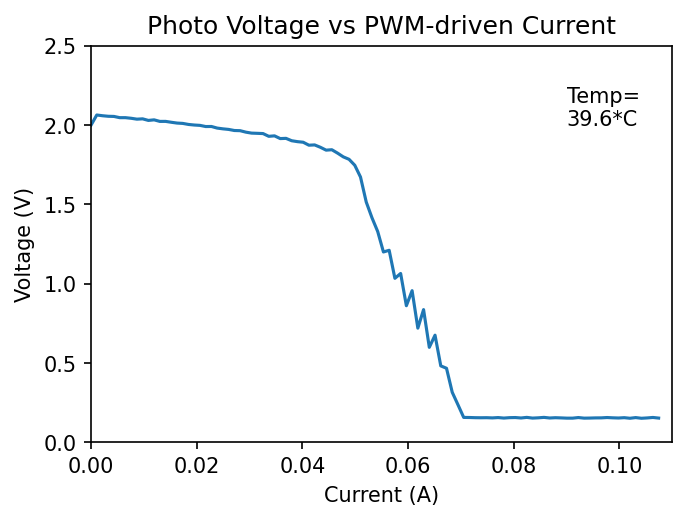 Photo Voltage vs PWM-driven Current
2.5
2.0
1.5
1.0
0.5
0.0
Voltage (V)
Temp=
39.6*C
0.00 0.02 0.04 0.06 0.08 0.10
Current (A)